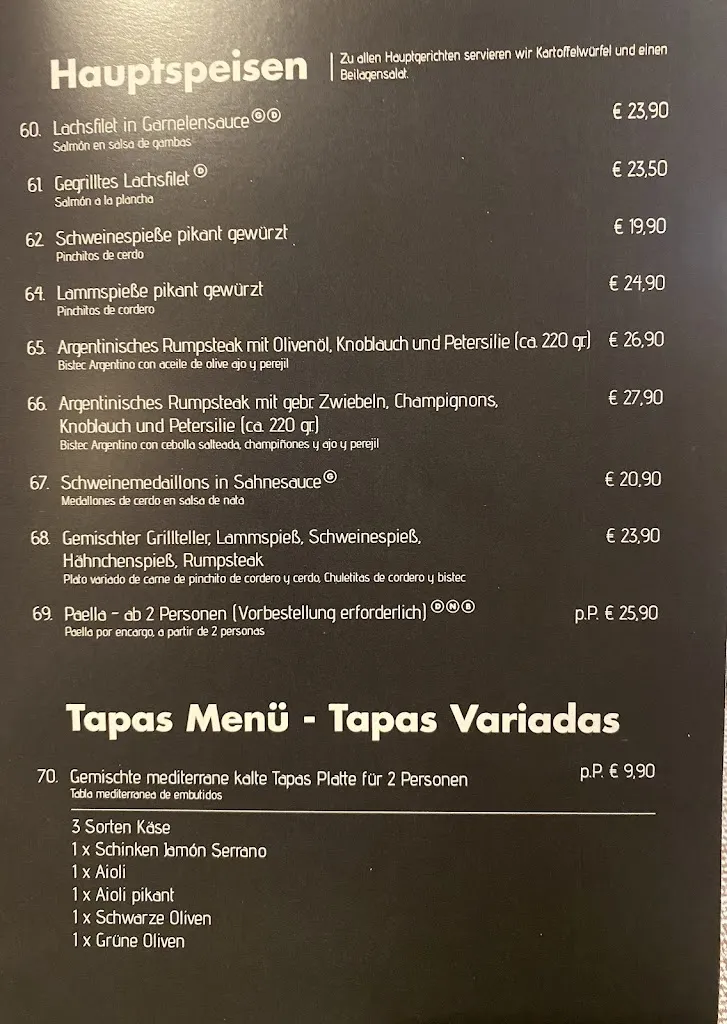 Hauptspeisen
Zu allen Hauptgerichten servieren wir Kartoffelwürfel und einen
Beilagensalat.
60. Lachsfilet in Garnelensauce Ⓖ Ⓓ € 23,90
Salmón en salsa de gambas
61 Gegrilltes Lachsfilet Ⓓ € 23,50
Salmón a la plancha
62 Schweinespieße pikant gewürzt € 19,90
Pinchitos de cerdo
64. Lammspieße pikant gewürzt € 24,90
Pinchitos de cordero
65. Argentinisches Rumpsteak mit Olivenöl, Knoblauch und Petersilie (ca. 220 gr) € 26,90
Bistec Argentino con aceite de olive ajo y perejil
66. Argentinisches Rumpsteak mit gebr. Zwiebeln, Champignons, € 27,90
Knoblauch und Petersilie (ca. 220 gr)
Bistec Argentino con cebolla salteada, champiñones y ajo y perejil
67. Schweinemedaillons in Sahnesauce Ⓖ € 20,90
Medallones de cerdo en salsa de nata
68. Gemischter Grillteller, Lammspieß, Schweinespieß, € 23,90
Hähnchenspieß, Rumpsteak
Plato variado de carne de pinchito de cordero y cerdo, Chuletitas de cordero y bistec
69. Paella - ab 2 Personen (Vorbestellung erforlich) Ⓓ Ⓝ Ⓑ p.P. € 25,90
Paella por encargo, a partir de 2 personas
Tapas Menü - Tapas Variadas
70. Gemischte mediterrane kalte Tapas Platte für 2 Personen p.P. € 9,90
Tabla mediterranea de embutidos
3 Sorten Käse
1 x Schinken Jamón Serrano
1 x Aioli
1 x Aioli pikant
1 x Schwarze Oliven
1 x Grüne Oliven